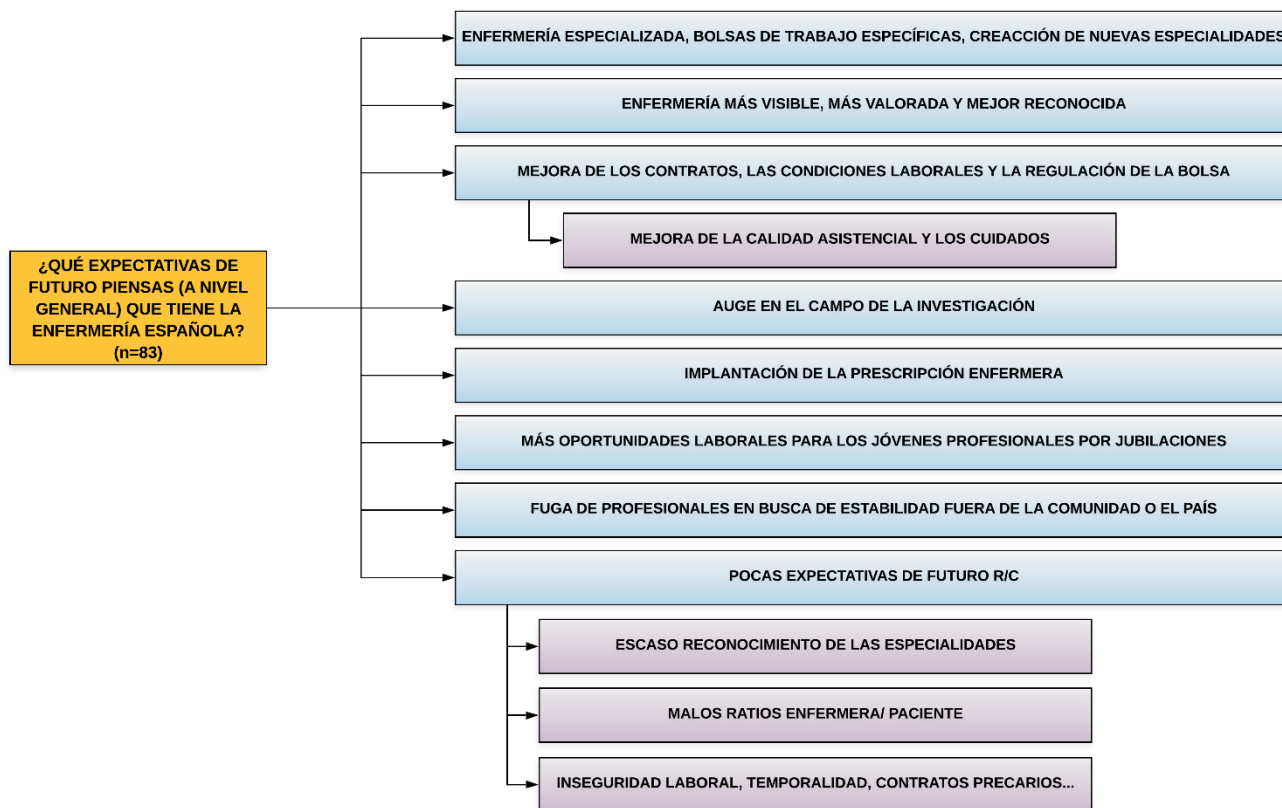 ENFERMERÍA ESPECIALIZADA, BOLSAS DE TRABAJO ESPECÍFICAS, CREACCIÓN DE NUEVAS ESPECIALIDADES
ENFERMERÍA MÁS VISIBLE, MÁS VALORADA Y MEJOR RECONOCIDA
MEJORA DE LOS CONTRATOS, LAS CONDICIONES LABORALES Y LA REGULACIÓN DE LA BOLSA
MEJORA DE LA CALIDAD ASISTENCIAL Y LOS CUIDADOS
¿QUÉ EXPECTATIVAS DE
FUTURO PIENSAS (A NIVEL
GENERAL) QUE TIENE LA
ENFERMERÍA ESPAÑOLA?
(n=83)
AUGE EN EL CAMPO DE LA INVESTIGACIÓN
IMPLANTACIÓN DE LA PRESCRIPCIÓN ENFERMERA
MÁS OPORTUNIDADES LABORALES PARA LOS JÓVENES PROFESIONALES POR JUBILACIONES
FUGA DE PROFESIONALES EN BUSCA DE ESTABILIDAD FUERA DE LA COMUNIDAD O EL PAÍS
POCAS EXPECTATIVAS DE FUTURO R/C
ESCASO RECONOCIMIENTO DE LAS ESPECIALIDADES
MALOS RATIOS ENFERMERA/ PACIENTE
INSEGURIDAD LABORAL, TEMPORALIDAD, CONTRATOS PRECARIOS...